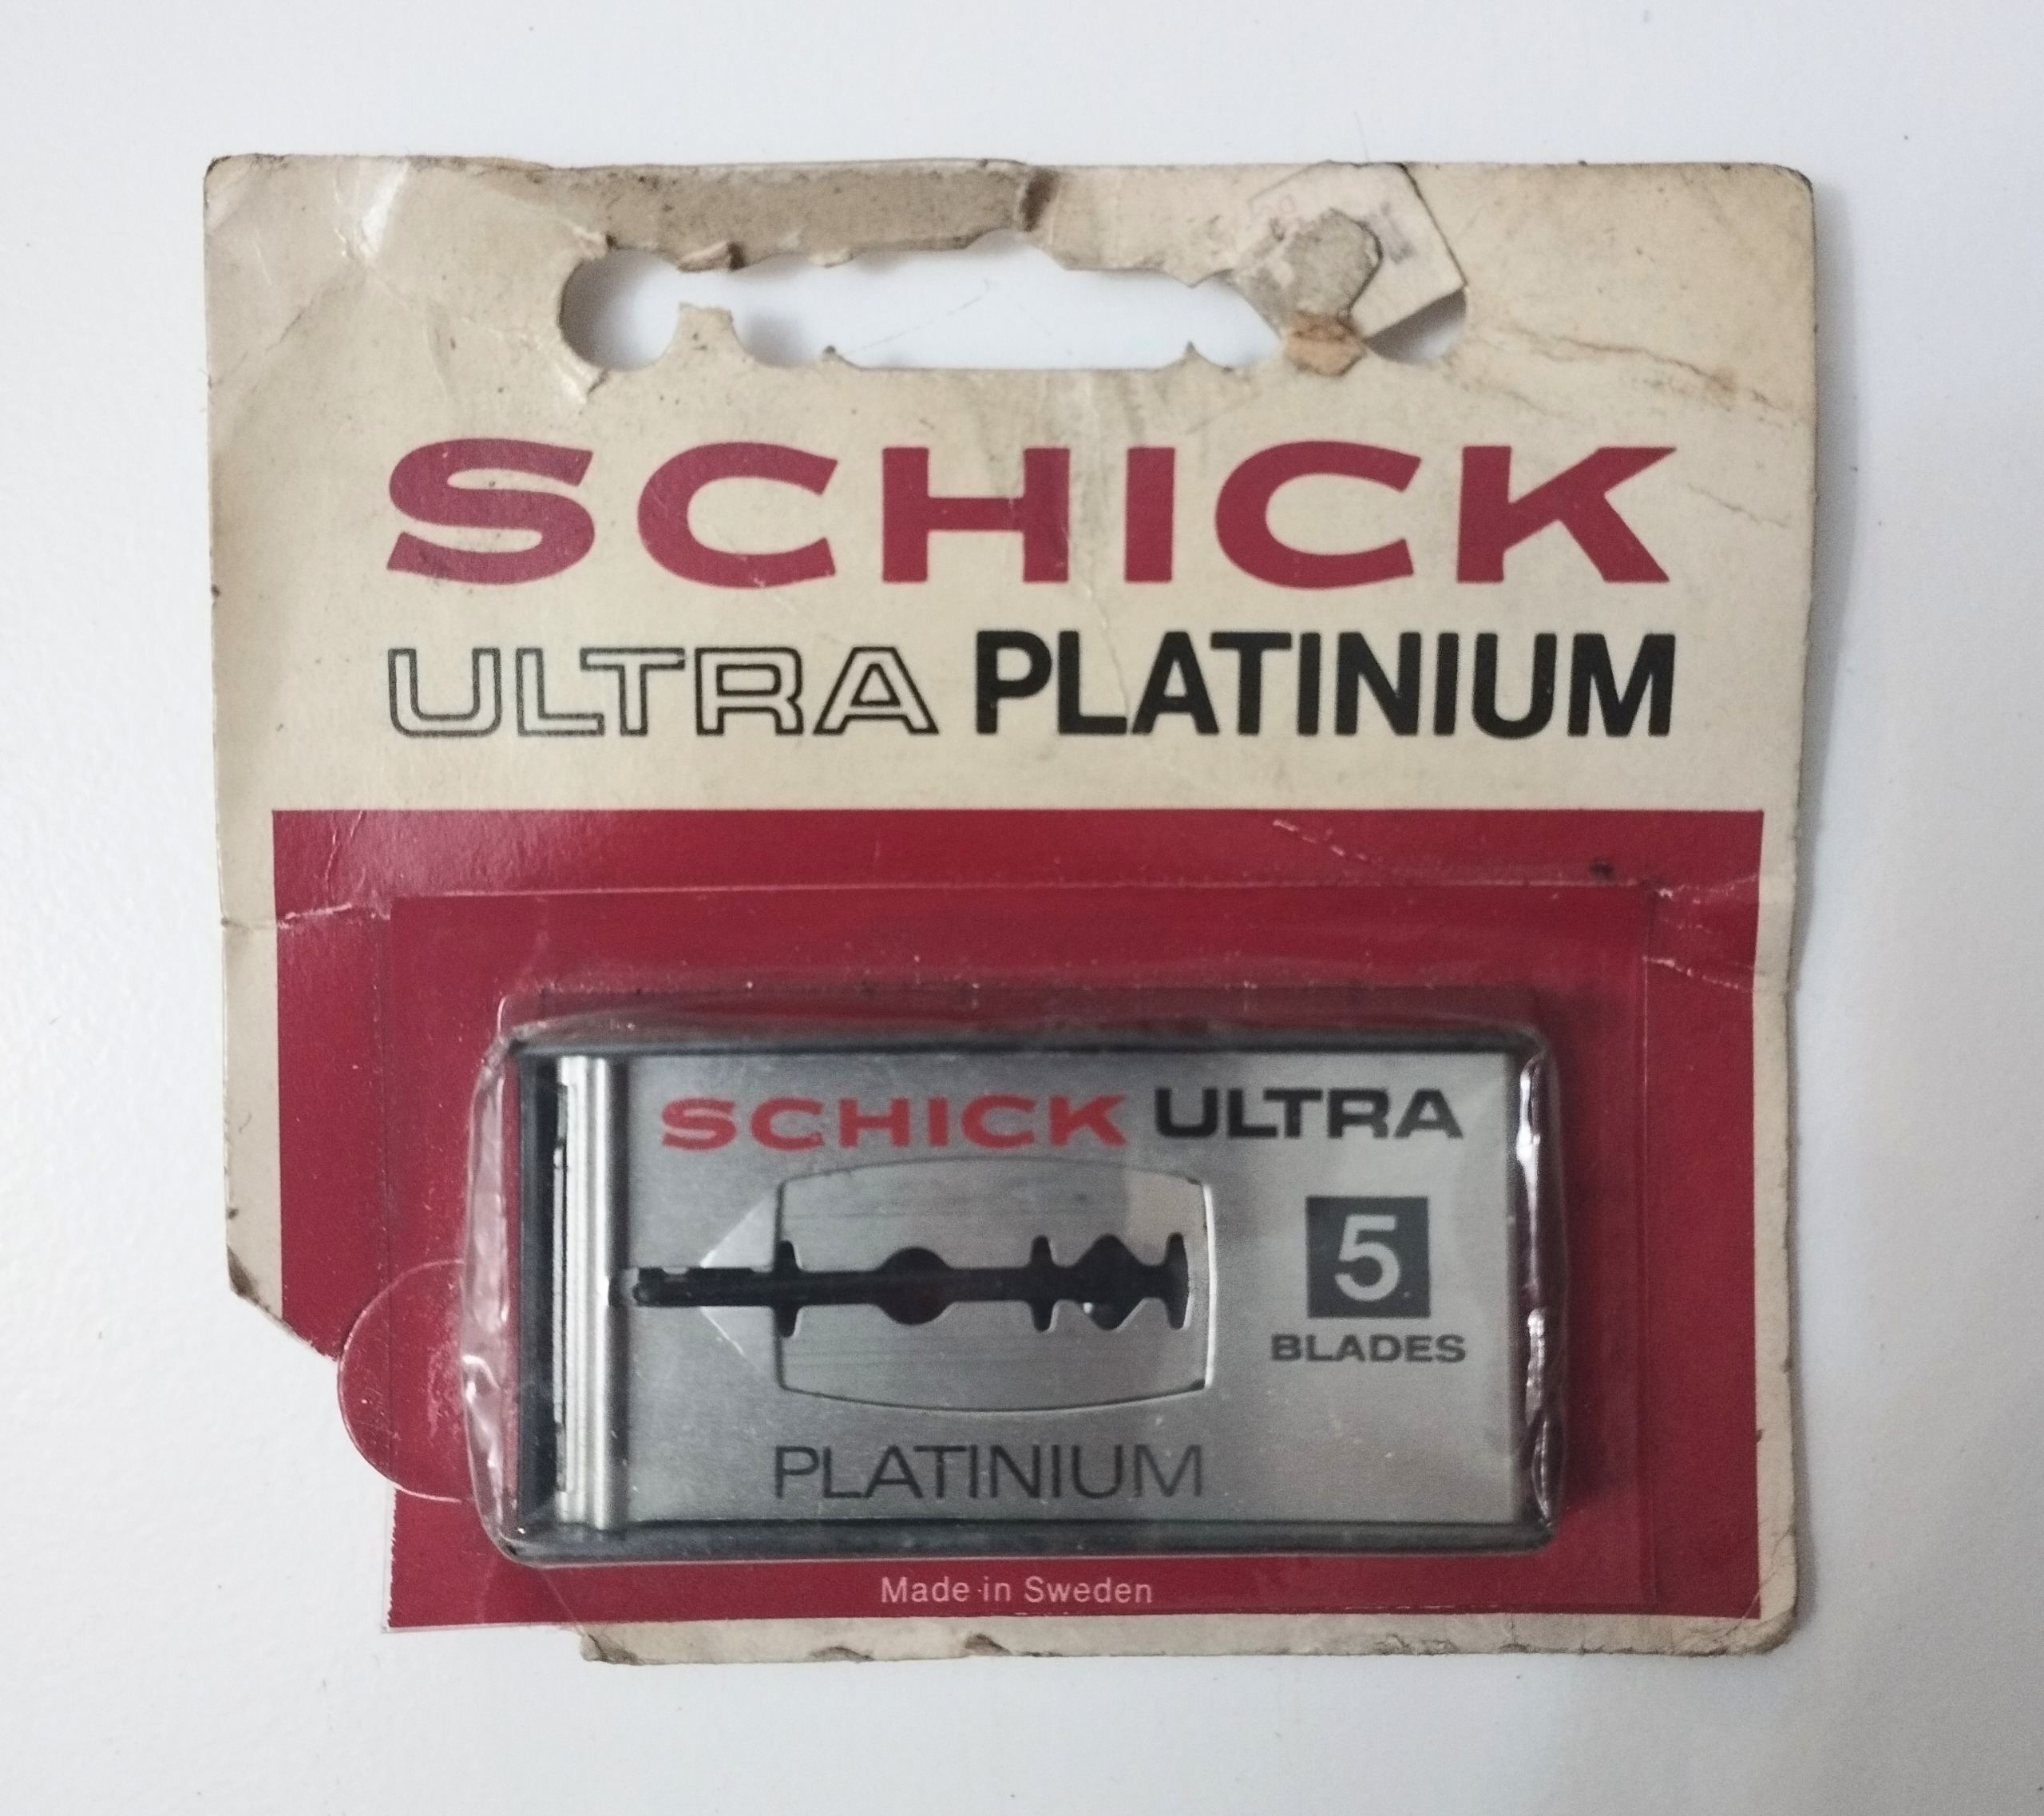 SCHICK
ULTRA PLATINIUM
SCHICK ULTRA
5
BLADES
PLATINIUM
Made in Sweden